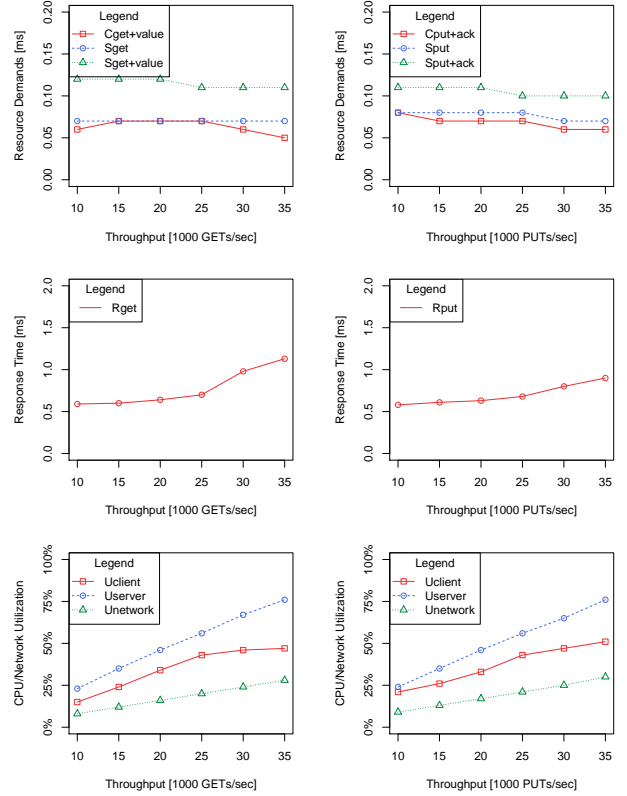 Resource Demands [ms]
0.00 0.05 0.10 0.15 0.20
Legend
Cget+value
Sget
Sget+value
10 15 20 25 30 35
Throughput [1000 GETs/sec]
Resource Demands [ms]
0.00 0.05 0.10 0.15 0.20
Legend
Cput+ack
Sput
Sput+ack
10 15 20 25 30 35
Throughput [1000 PUTs/sec]
Response Time [ms]
0.0 0.5 1.0 1.5 2.0
Legend
Rget
10 15 20 25 30 35
Throughput [1000 GETs/sec]
Response Time [ms]
0.0 0.5 1.0 1.5 2.0
Legend
Rput
10 15 20 25 30 35
Throughput [1000 PUTs/sec]
CPU/Network Utilization
0% 25% 50% 75% 100%
Legend
Uclient
Userver
Unetwork
10 15 20 25 30 35
Throughput [1000 GETs/sec]
CPU/Network Utilization
0% 25% 50% 75% 100%
Legend
Uclient
Userver
Unetwork
10 15 20 25 30 35
Throughput [1000 PUTs/sec]